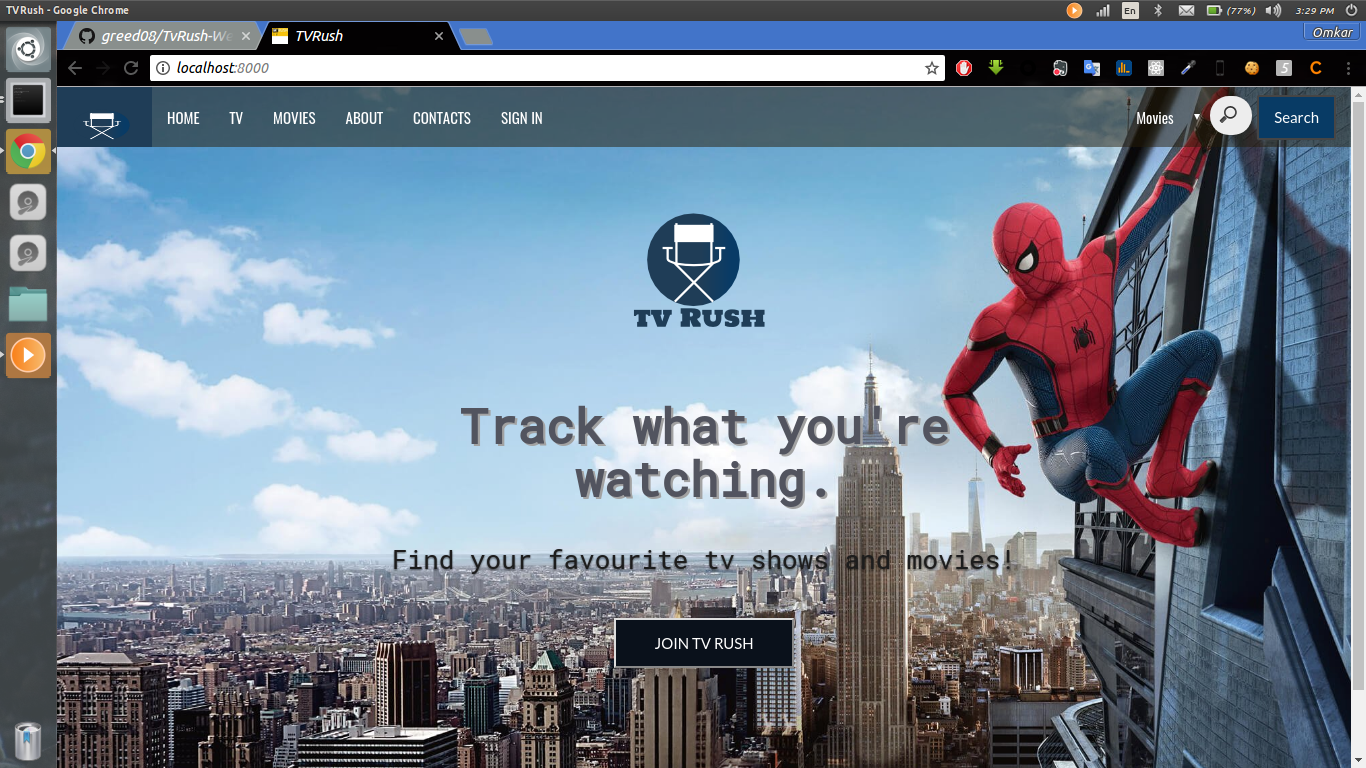 TVRush - Google Chrome
En
(77%)
3:29 PM
greed08/TvRush-We
TVRush
Omkar
localhost:8000
HOME
TV
MOVIES
ABOUT
CONTACTS
SIGN IN
Movies
Search
TV RUSH
Track what you're
watching.
Find your favourite tv shows and movies!
JOIN TV RUSH